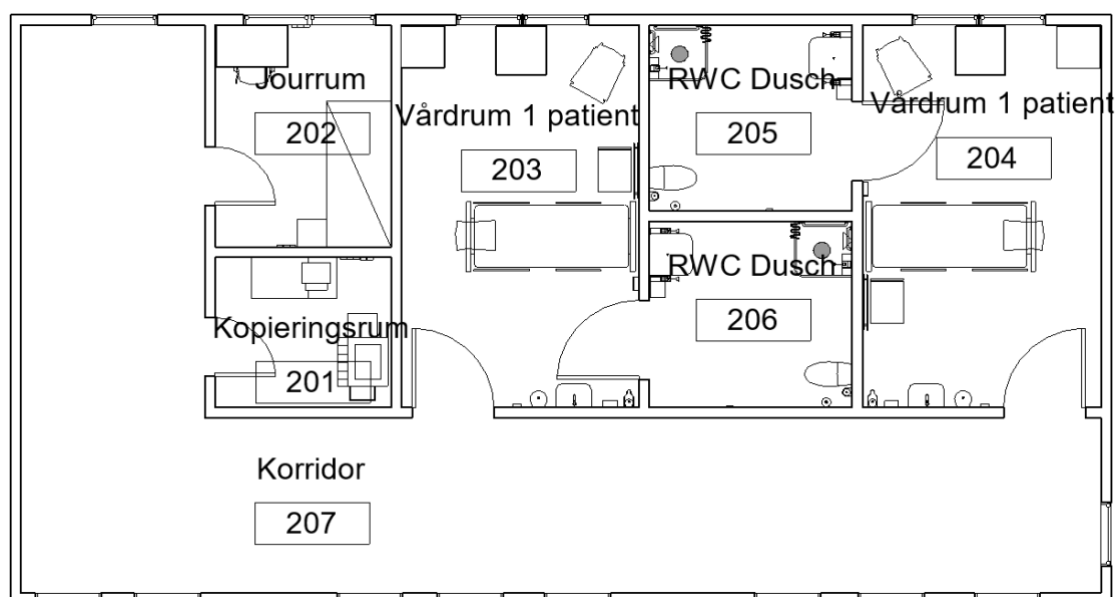 Jourrum
202
Vårdrum 1 patient
203
RWC Dusch
205
Vårdrum 1 patient
204
RWC Dusch
206
Kopieringsrum
201
Korridor
207